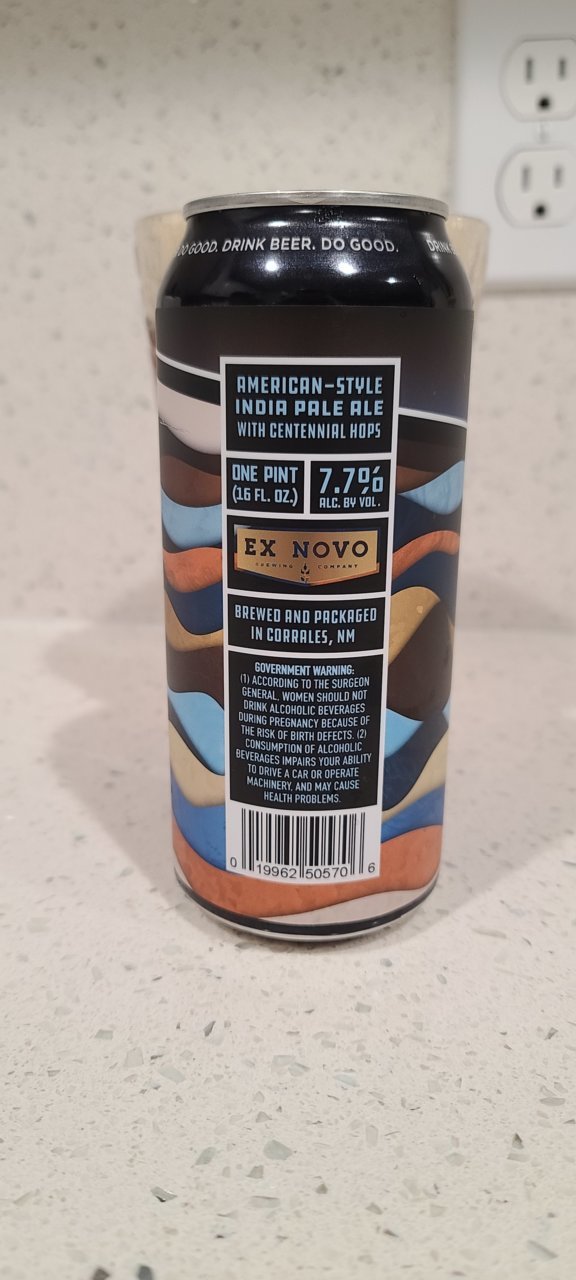 DO GOOD. DRINK BEER. DO GOOD.
AMERICAN-STYLE
INDIA PALE ALE
WITH CENTENNIAL HOPS
ONE PINT
(16 FL. OZ.)
7.7%
ALC. BY VOL.
EX NOVO
BREWING COMPANY
BREWED AND PACKAGED
IN CORRALES, NM
GOVERNMENT WARNING:
(1) ACCORDING TO THE SURGEON
GENERAL, WOMEN SHOULD NOT
DRINK ALCOHOLIC BEVERAGES
DURING PREGNANCY BECAUSE OF
THE RISK OF BIRTH DEFECTS. (2)
CONSUMPTION OF ALCOHOLIC
BEVERAGES IMPAIRS YOUR ABILITY
TO DRIVE A CAR OR OPERATE
MACHINERY, AND MAY CAUSE
HEALTH PROBLEMS.
0 19962 50570 6